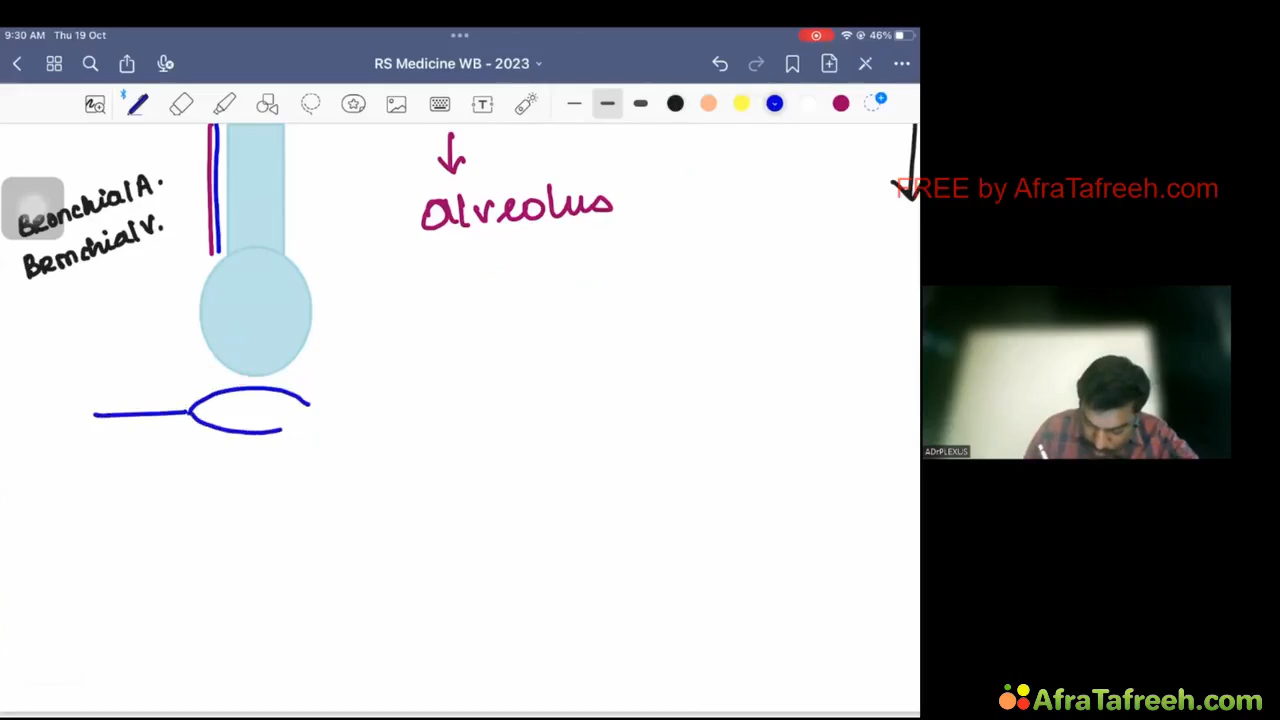 9:30 AM Thu 19 Oct
46%
RS Medicine WB - 2023
T
FREE by AfraTafreeh.com
Bronchial A.
Bronchial V.
alveolus
ADrPLEXUS
AfraTafreeh.com